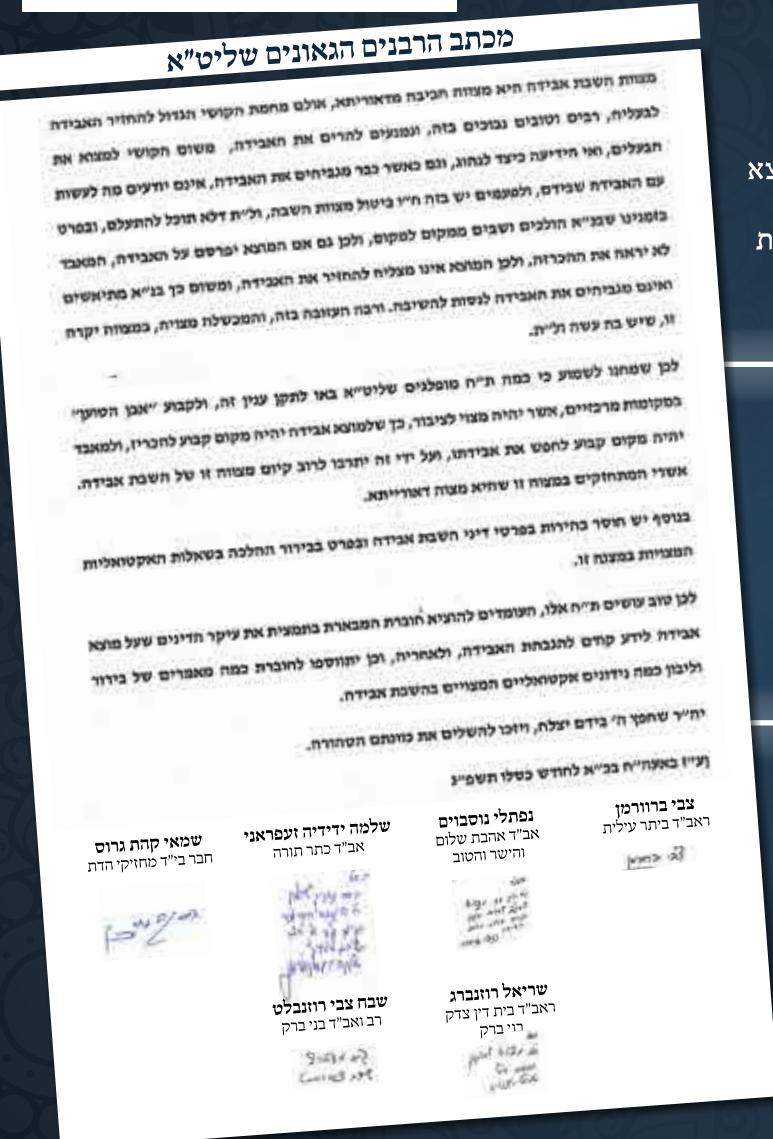 מכתב הרבנים הגאונים שליט"א
מצוות השבת אבידה היא מצווה חביבה מדאורייתא, אולם מחמת הקושי הגדול להחזיר האבידה
לבעליה, רבים וטובים נבוכים בזה, ונמנעים להרים את האבידה, משום הקושי למצוא את
הבעלים, ואי הידיעה כיצד לנהוג, וגם כאשר כבר מגביהים את האבידה, אינם יודעים מה לעשות
עם האבידה שבידם, ולפעמים יש בזה ח"ו ביטול מצוות השבה, ול"ת דלא תוכל להתעלם, ובפרט
בזמנינו שבנ"א הולכים ושבים ממקום למקום, ולכן גם אם המוצא יפרסם על האבידה, המאבד
לא יראה את ההכרזה, ולכן המוצא אינו מצליח להחזיר את האבידה, ומשום כך בנ"א מתיאשים
ואינם מגביהים את האבידה לנסות להשיבה. ורבה העזובה בזה, והמכשלה מצויה, במצווה יקרה
זו, שיש בה עשה ול"ת.
לכן שמחנו לשמוע כי כמה ת"ח מופלגים שליט"א באו לתקן ענין זה, ולקבוע "אבן הטוען"
במקומות מרכזיים, אשר יהיה מצוי לציבור, כך שלמוצא אבידה יהיה מקום קבוע להכריז, ולמאבד
יהיה מקום קבוע לחפש את אבידתו, ועל ידי זה יתרבו לרוב קיום מצווה זו של השבת אבידה.
אשרי המתחזקים במצוה זו שהיא מצוה דאורייתא.
בנוסף יש חוסר בהירות בפרטי דיני השבת אבידה ובפרט בבירור ההלכה בשאלות האקטואליות
המצויות במצוה זו.
לכן טוב עושים ת"ח אלו, העומדים להוציא חוברת המבארת בתמצית את עיקר הדינים שעל מוצא
אבידה לידע קודם להגבהת האבידה, ולאחריה, וכן יתווספו לחוברת כמה מאמרים של בירור
וליבון כמה נידונים אקטואליים המצויים בהשבת אבידה.
יה"ר שחפץ ה' בידם יצלח, ויזכו להשלים את כוונתם הטהורה.
וע"ז באעה"ח בכ"א לחודש כסלו תשפ"ג
צבי ברוורמן
ראב"ד ביתר עילית
נפתלי נוסבוים
אב"ד אהבת שלום
והישר והטוב
שלמה ידידיה זעפראני
אב"ד כתר תורה
שמאי קהת גרוס
חבר בי"ד מחזיקי הדת
שריאל רוזנברג
ראב"ד בית דין צדק
בני ברק
שבח צבי רוזנבלט
רב ואב"ד בני ברק